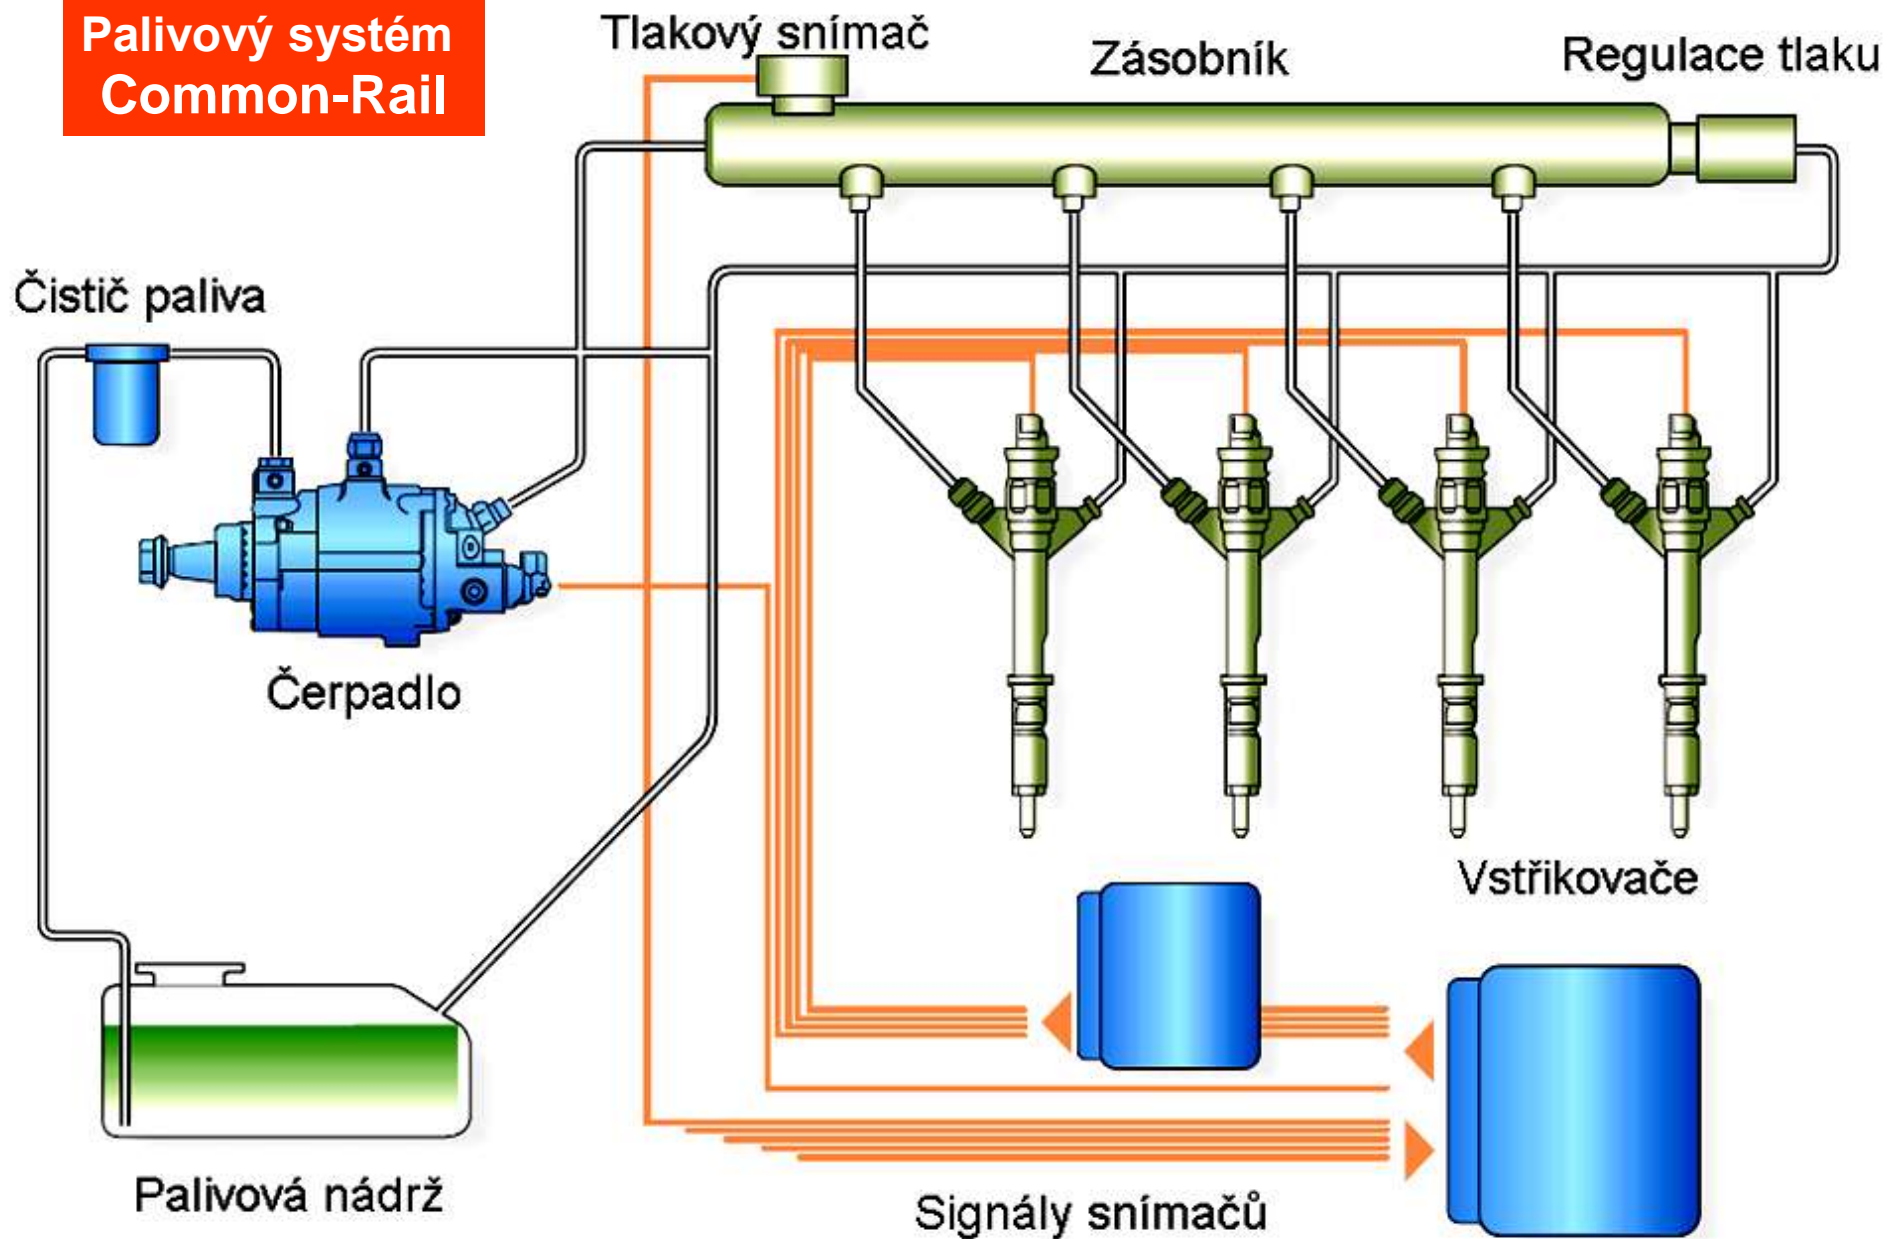 Palivový systém
Common-Rail
Tlakový snímač
Zásobník
Regulace tlaku
Čistič paliva
Čerpadlo
Vstřikovače
Palivová nádrž
Signály snímačů